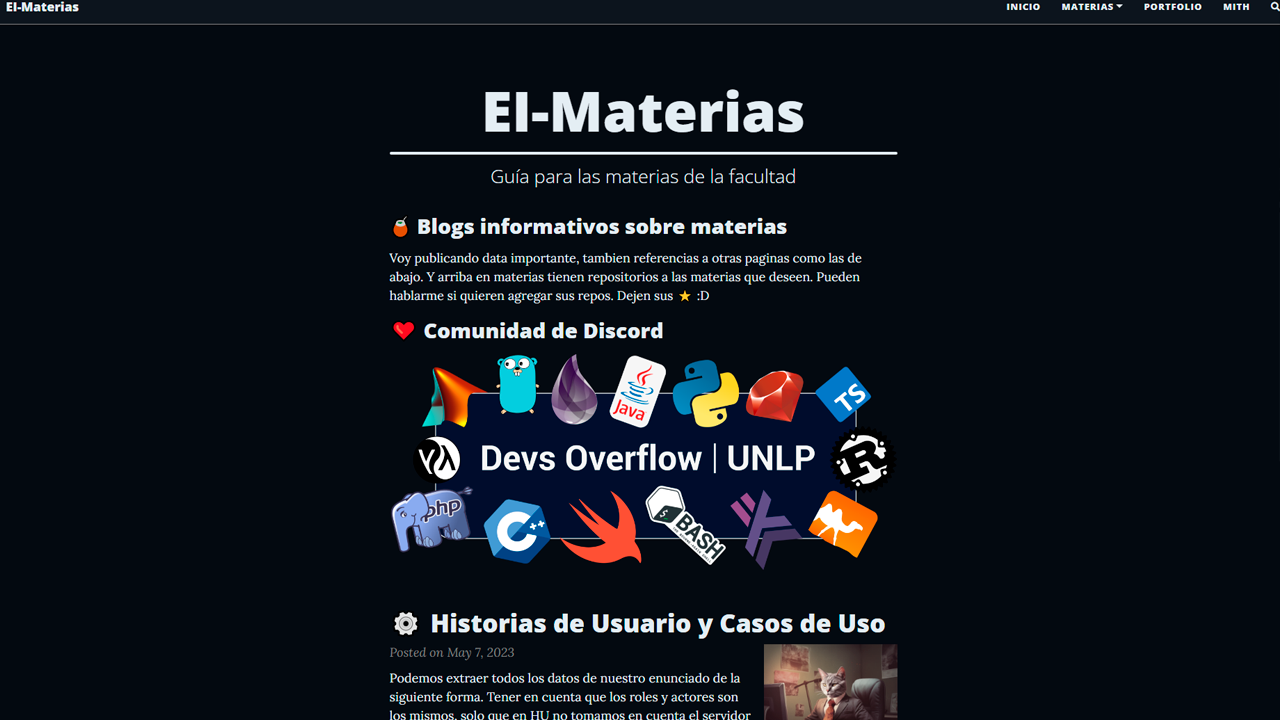 El-Materias
INICIO MATERIAS PORTFOLIO MITH
El-Materias
Guía para las materias de la facultad
Blogs informativos sobre materias
Voy publicando data importante, tambien referencias a otras paginas como las de
abajo. Y arriba en materias tienen repositorios a las materias que deseen. Pueden
hablarme si quieren agregar sus repos. Dejen sus ⭐ :D
Comunidad de Discord
Java
TS
Devs Overflow | UNLP
php
C++
$
BASH
Historias de Usuario y Casos de Uso
Posted on May 7, 2023
Podemos extraer todos los datos de nuestro enunciado de la
siguiente forma. Tener en cuenta que los roles y actores son
los mismos, solo que en HU no tomamos en cuenta el servidor